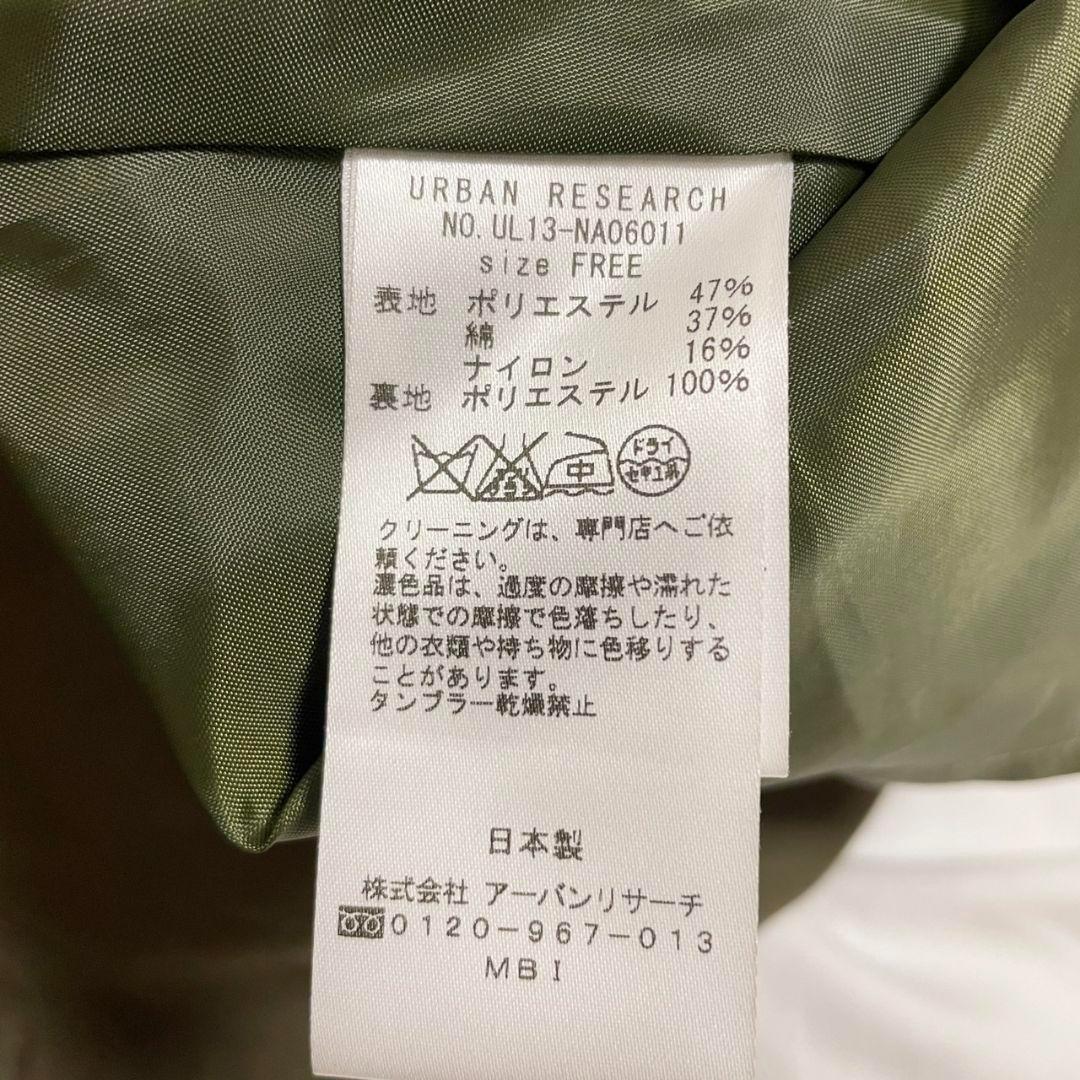 URBAN RESEARCH
NO.UL13-NA06011
size FREE
表地 ポリエステル 47%
綿 37%
ナイロン 16%
裏地 ポリエステル 100%
中
ドライ
セキユ系
クリーニングは、専門店へご依
頼ください。
濃色品は、過度の摩擦や濡れた
状態での摩擦で色落ちしたり、
他の衣類や持ち物に色移りする
ことがあります。
タンブラー乾燥禁止
日本製
株式会社 アーバンリサーチ
0120-967-013
MBI